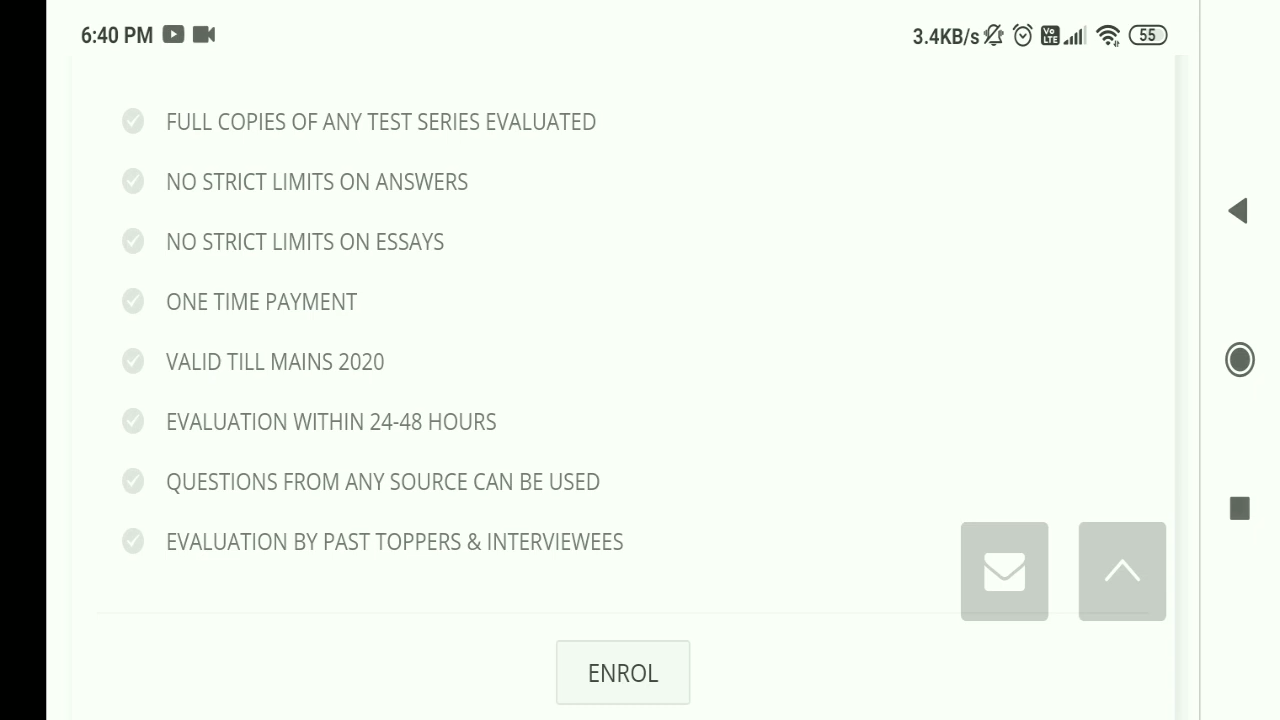 6:40 PM 3.4KB/s Vo LTE 55
FULL COPIES OF ANY TEST SERIES EVALUATED
NO STRICT LIMITS ON ANSWERS
NO STRICT LIMITS ON ESSAYS
ONE TIME PAYMENT
VALID TILL MAINS 2020
EVALUATION WITHIN 24-48 HOURS
QUESTIONS FROM ANY SOURCE CAN BE USED
EVALUATION BY PAST TOPPERS & INTERVIEWEES
ENROL